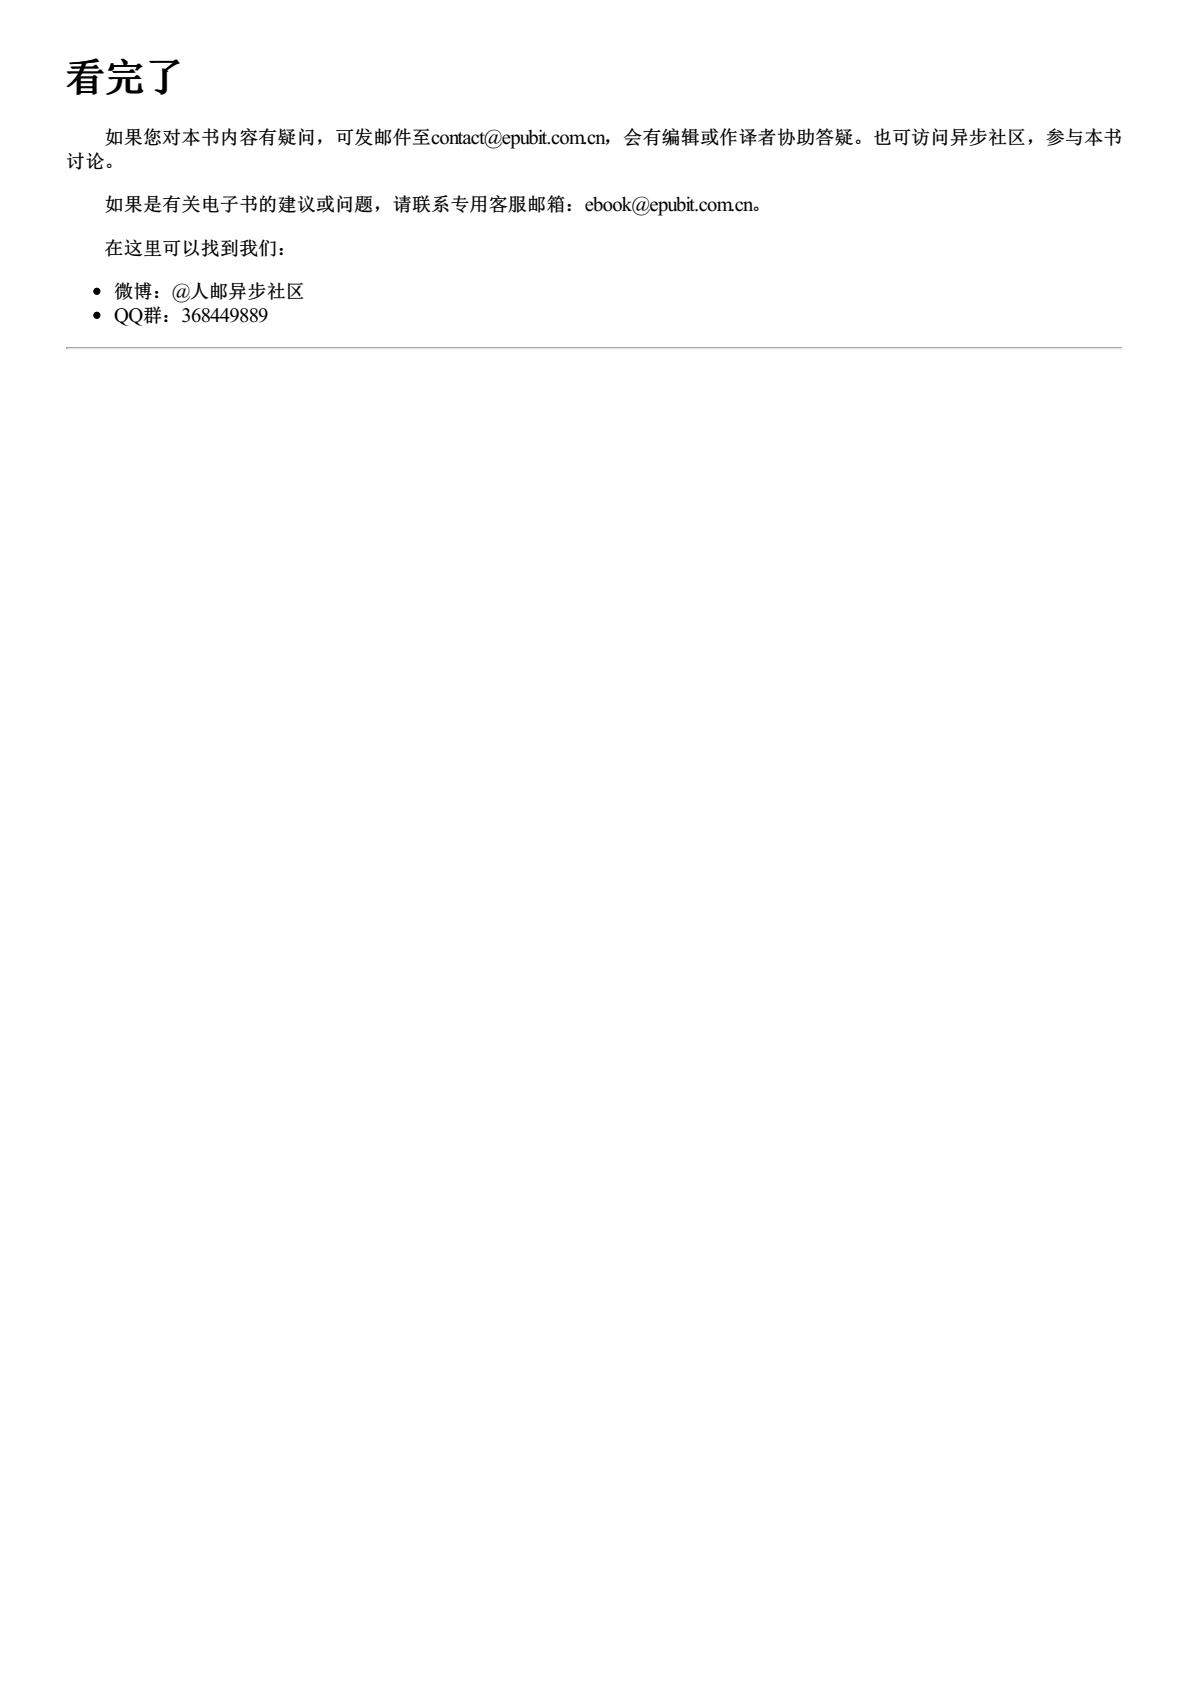 看完了
如果您对本书内容有疑问，可发邮件至contact@epubit.com.cn，会有编辑或作译者协助答疑。也可访问异步社区，参与本书
讨论。
如果是有关电子书的建议或问题，请联系专用客服邮箱：ebook@epubit.com.cn。
在这里可以找到我们：
• 微博：@人邮异步社区
• QQ群：368449889